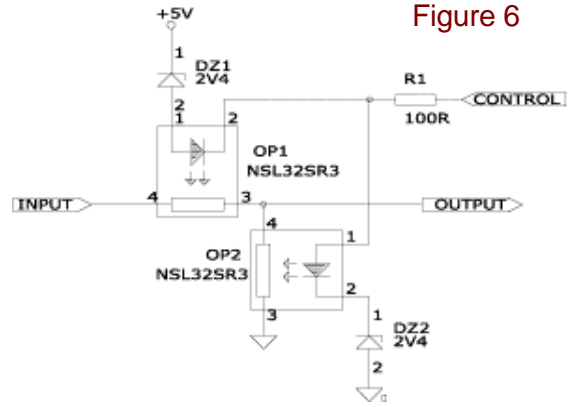 Figure 6
+5V
1
DZ1
2V4
2
1
2
R1
100R
CONTROL
OP1
NSL32SR3
INPUT
4
3
OUTPUT
4
1
OP2
NSL32SR3
2
3
1
DZ2
2V4
2